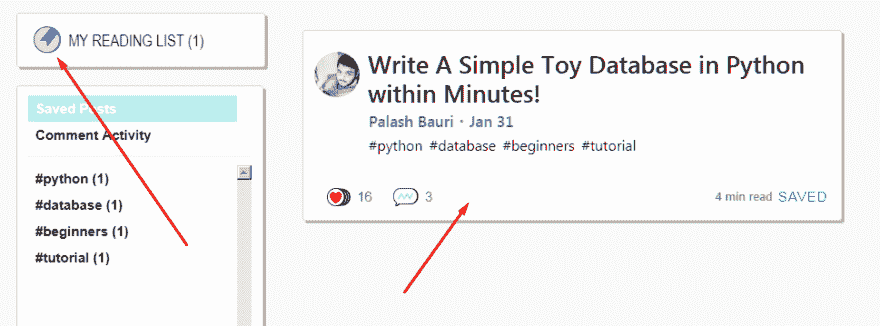 MY READING LIST (1)
Saved Posts
Comment Activity
#python (1)
#database (1)
#beginners (1)
#tutorial (1)
Write A Simple Toy Database in Python
within Minutes!
Palash Bauri・Jan 31
#python #database #beginners #tutorial
16 3 4 min read SAVED